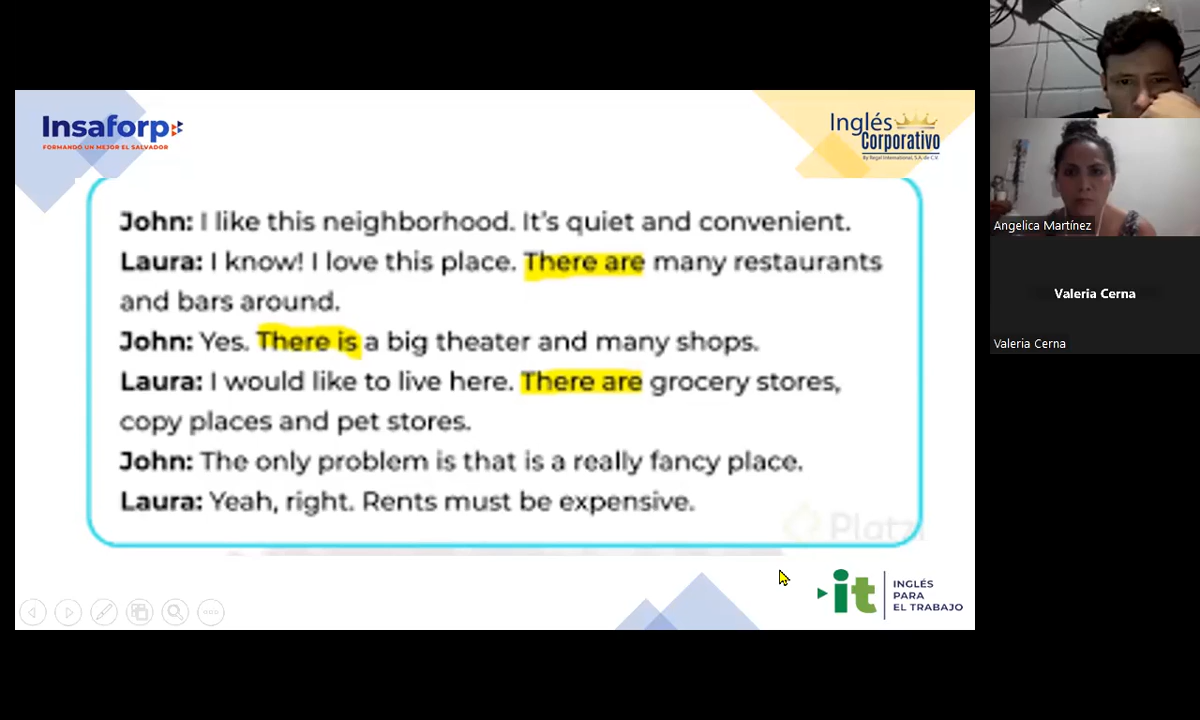 Insaforp
FORMANDO UN MEJOR EL SALVADOR
Inglés
Corporativo
By Regal International, S.A. de C.V.
John: I like this neighborhood. It's quiet and convenient.
Laura: I know! I love this place. There are many restaurants
and bars around.
John: Yes. There is a big theater and many shops.
Laura: I would like to live here. There are grocery stores,
copy places and pet stores.
John: The only problem is that is a really fancy place.
Laura: Yeah, right. Rents must be expensive.
Platzi
it
INGLÉS
PARA
EL TRABAJO
Angelica Martínez
Valeria Cerna
Valeria Cerna